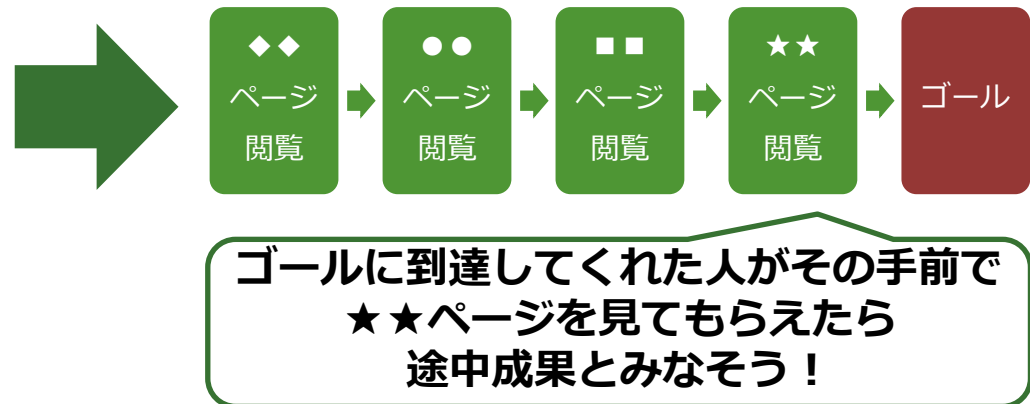 ◆◆
ページ
閲覧
●●
ページ
閲覧
■■
ページ
閲覧
★★
ページ
閲覧
ゴール
ゴールに到達してくれた人がその手前で
★★ページを見てもらえたら
途中成果とみなそう！